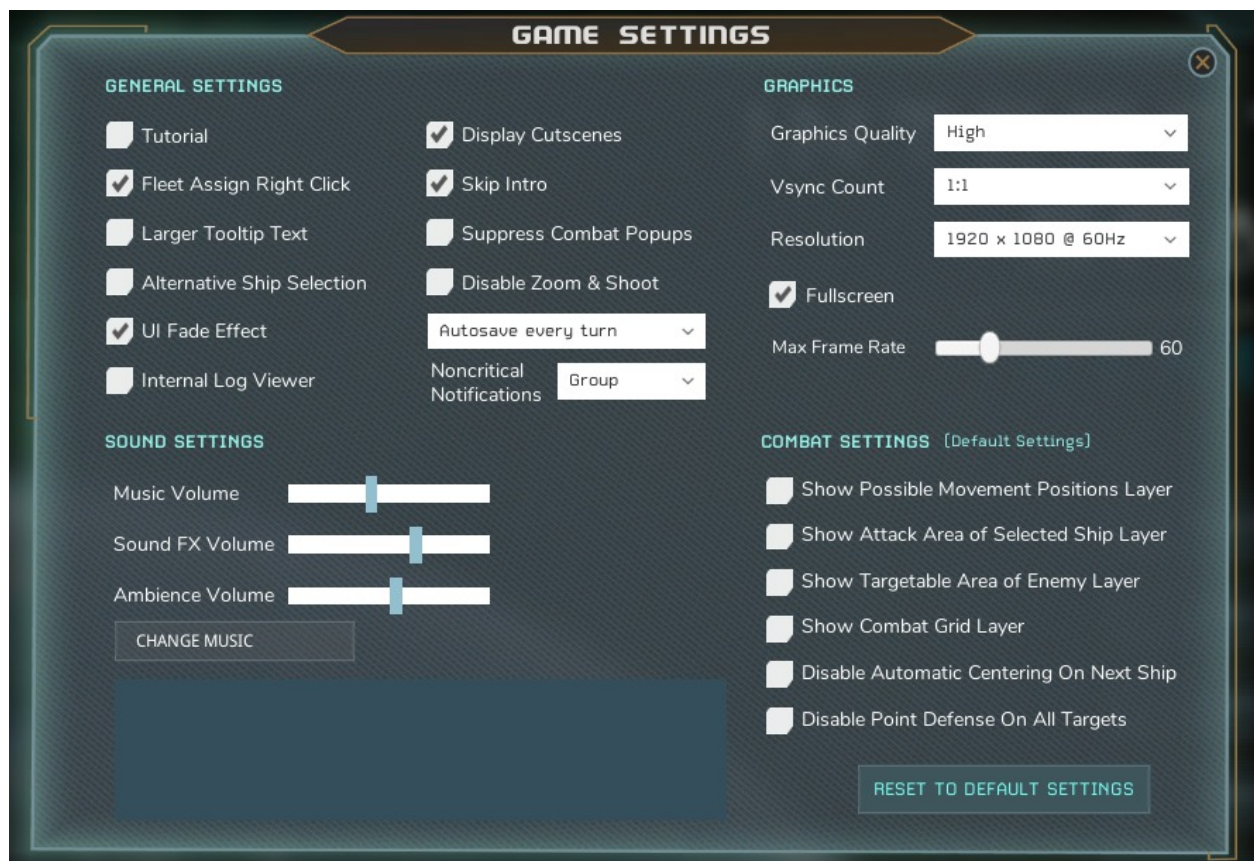 GAME SETTINGS
GENERAL SETTINGS
Tutorial
Fleet Assign Right Click
Larger Tooltip Text
Alternative Ship Selection
UI Fade Effect
Internal Log Viewer
Display Cutscenes
Skip Intro
Suppress Combat Popups
Disable Zoom & Shoot
Autosave every turn
Noncritical
Notifications
Group
GRAPHICS
Graphics Quality High
Vsync Count 1:1
Resolution 1920 x 1080 @ 60Hz
Fullscreen
Max Frame Rate 60
SOUND SETTINGS
Music Volume
Sound FX Volume
Ambience Volume
CHANGE MUSIC
COMBAT SETTINGS (Default Settings)
Show Possible Movement Positions Layer
Show Attack Area of Selected Ship Layer
Show Targetable Area of Enemy Layer
Show Combat Grid Layer
Disable Automatic Centering On Next Ship
Disable Point Defense On All Targets
RESET TO DEFAULT SETTINGS